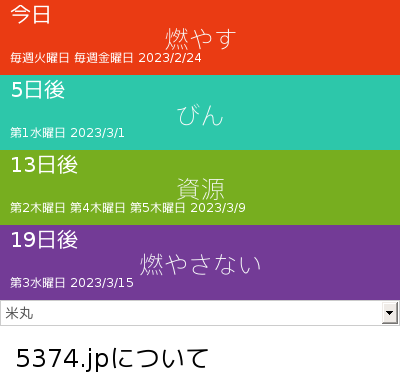 今日
燃やす
毎週火曜日 毎週金曜日 2023/2/24
5日後
びん
第1水曜日 2023/3/1
13日後
資源
第2木曜日 第4木曜日 第5木曜日 2023/3/9
19日後
燃やさない
第3水曜日 2023/3/15
米丸
5374.jpについて